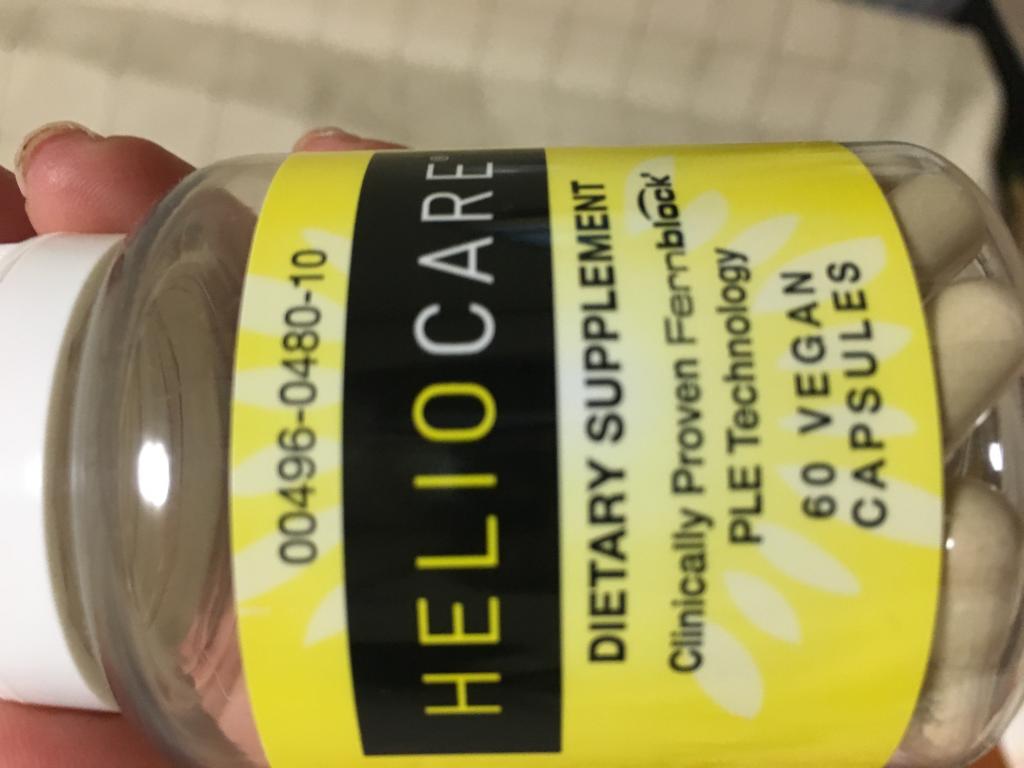 00496-0480-10
HELIOCARE®
DIETARY SUPPLEMENT
Clinically Proven Fernblock
PLE Technology
60 VEGAN
CAPSULES